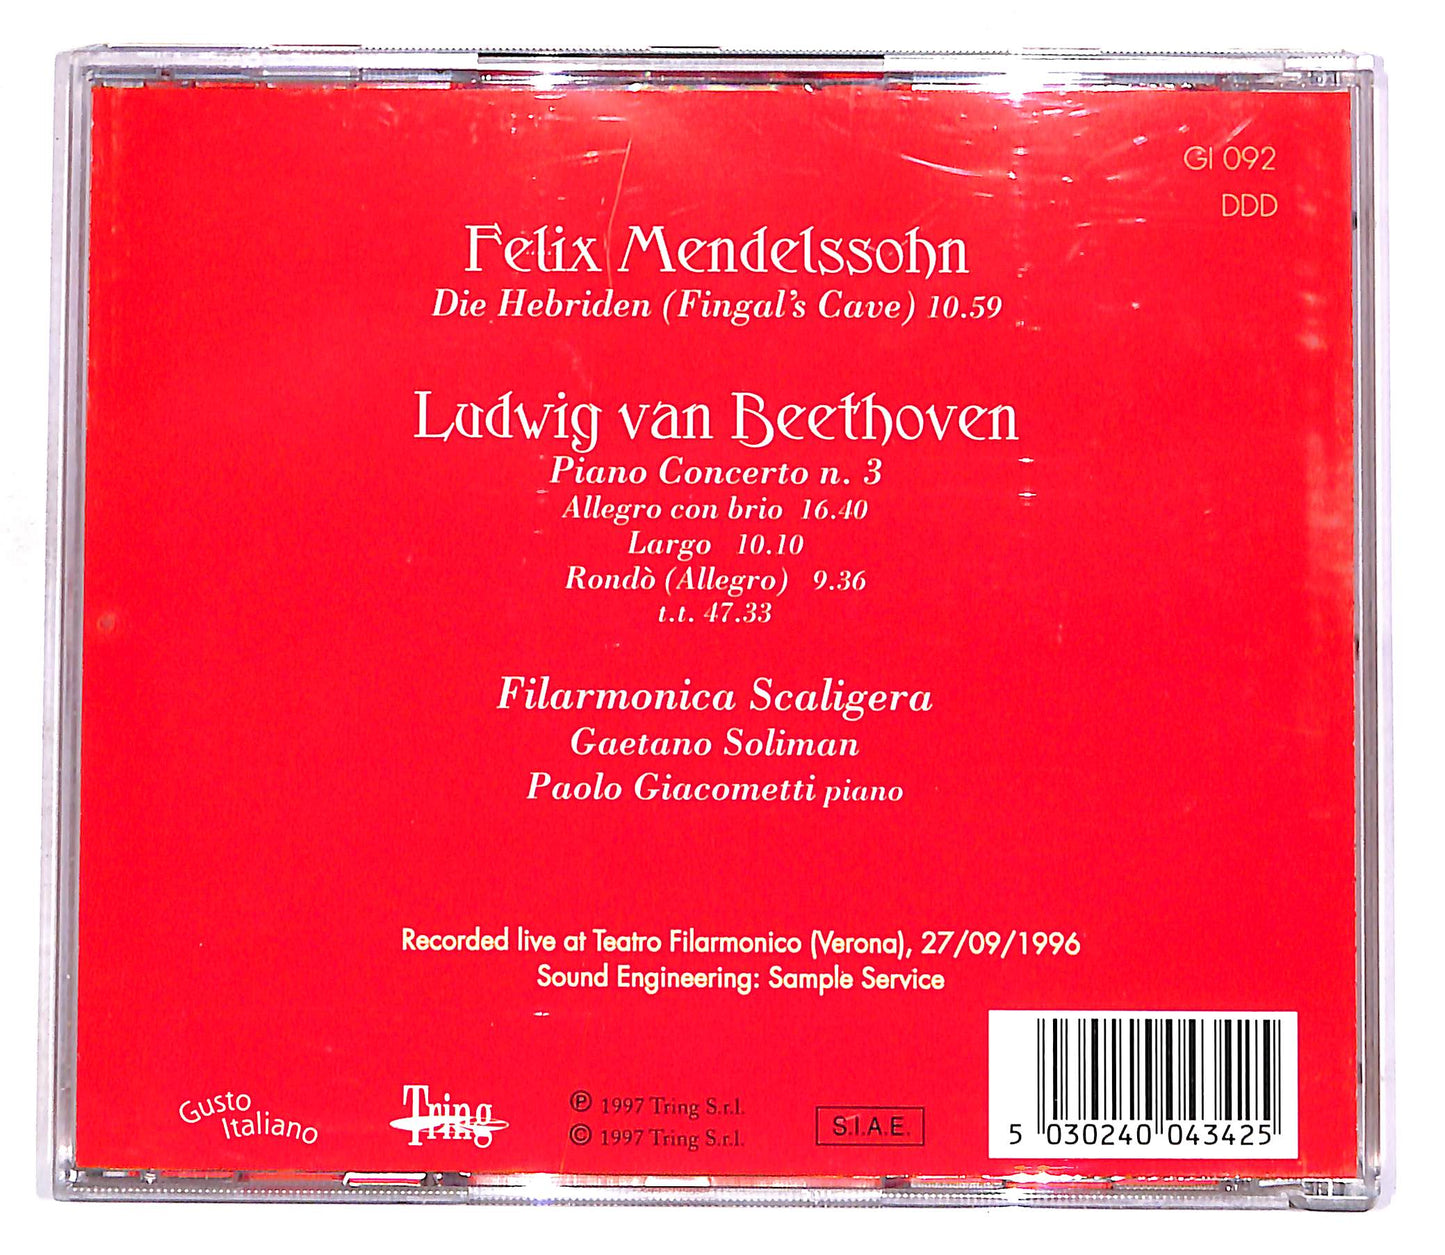 GI 092
DDD
Felix Mendelssohn
Die Hebriden (Fingal's Cave) 10.59
Ludwig van Beethoven
Piano Concerto n. 3
Allegro con brio 16.40
Largo 10.10
Rondò (Allegro) 9.36
t.t. 47.33
Filarmonica Scaligera
Gaetano Soliman
Paolo Giacometti piano
Recorded live at Teatro Filarmonico (Verona), 27/09/1996
Sound Engineering: Sample Service
Gusto
Italiano
Tring
Tring
℗ 1997 Tring S.r.l.
© 1997 Tring S.r.l.
S.I.A.E.
5 030240 043425